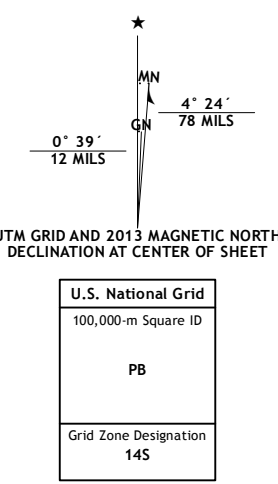 ★
MN
4° 24´
78 MILS
GN
0° 39´
12 MILS
UTM GRID AND 2013 MAGNETIC NORTH
DECLINATION AT CENTER OF SHEET
U.S. National Grid
100,000-m Square ID
PB
Grid Zone Designation
14S